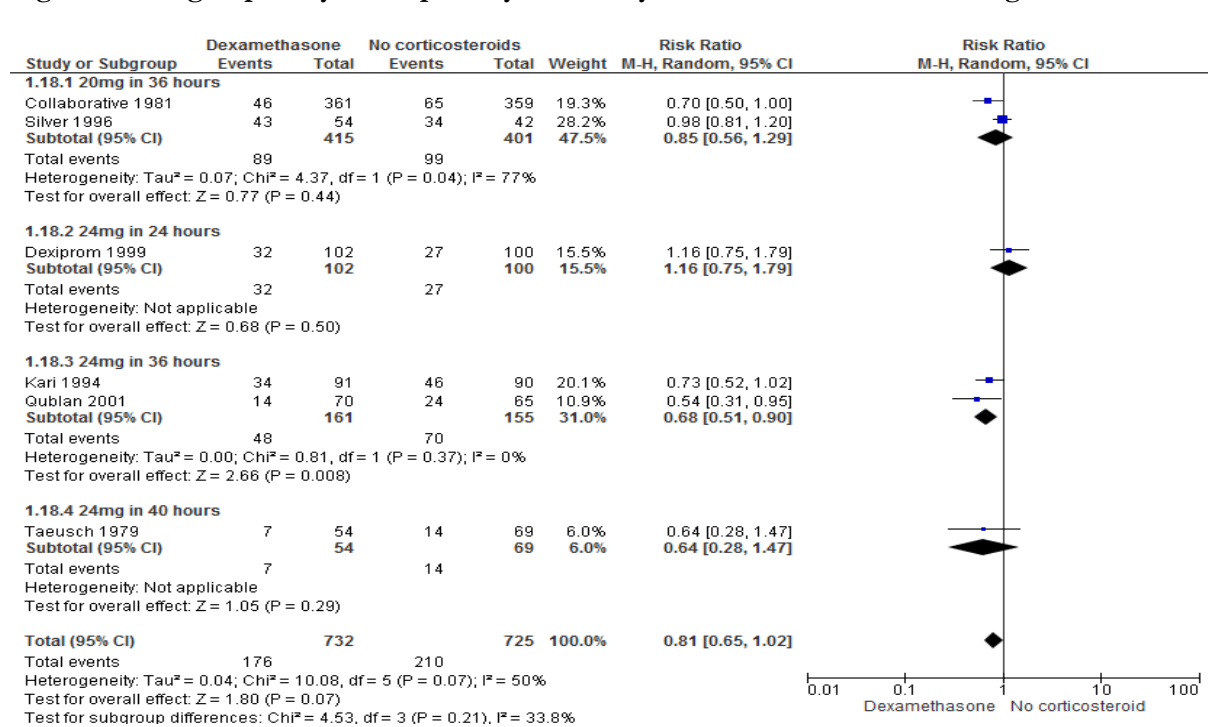 Dexamethasone No corticosteroids Risk Ratio Risk Ratio
Study or Subgroup Events Total Events Total Weight M-H, Random, 95% CI M-H, Random, 95% CI
1.18.1 20mg in 36 hours
Collaborative 1981 46 361 65 359 19.3% 0.70 [0.50, 1.00]
Silver 1996 43 54 34 42 28.2% 0.98 [0.81, 1.20]
Subtotal (95% CI) 415 401 47.5% 0.85 [0.56, 1.29]
Total events 89 99
Heterogeneity: Tau² = 0.07; Chi² = 4.37, df = 1 (P = 0.04); I² = 77%
Test for overall effect: Z = 0.77 (P = 0.44)
1.18.2 24mg in 24 hours
Dexiprom 1999 32 102 27 100 15.5% 1.16 [0.75, 1.79]
Subtotal (95% CI) 102 100 15.5% 1.16 [0.75, 1.79]
Total events 32 27
Heterogeneity: Not applicable
Test for overall effect: Z = 0.68 (P = 0.50)
1.18.3 24mg in 36 hours
Kari 1994 34 91 46 90 20.1% 0.73 [0.52, 1.02]
Qublan 2001 14 70 24 65 10.9% 0.54 [0.31, 0.95]
Subtotal (95% CI) 161 155 31.0% 0.68 [0.51, 0.90]
Total events 48 70
Heterogeneity: Tau² = 0.00; Chi² = 0.81, df = 1 (P = 0.37); I² = 0%
Test for overall effect: Z = 2.66 (P = 0.008)
1.18.4 24mg in 40 hours
Taeusch 1979 7 54 14 69 6.0% 0.64 [0.28, 1.47]
Subtotal (95% CI) 54 69 6.0% 0.64 [0.28, 1.47]
Total events 7 14
Heterogeneity: Not applicable
Test for overall effect: Z = 1.05 (P = 0.29)
Total (95% CI) 732 725 100.0% 0.81 [0.65, 1.02]
Total events 176 210
Heterogeneity: Tau² = 0.04; Chi² = 10.08, df = 5 (P = 0.07); I² = 50%
Test for overall effect: Z = 1.80 (P = 0.07)
Test for subgroup differences: Chi² = 4.53, df = 3 (P = 0.21), I² = 33.8%
0.01 0.1 1 10 100
Dexamethasone No corticosteroid